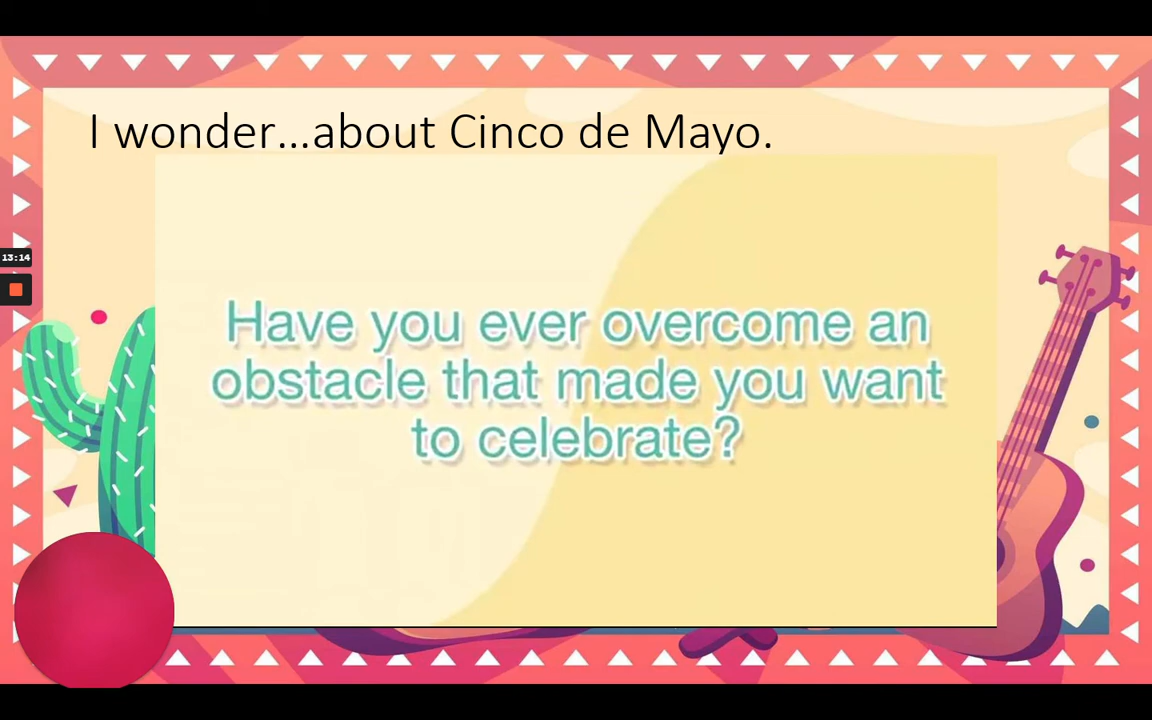 I wonder...about Cinco de Mayo.
13:14
Have you ever overcome an
obstacle that made you want
to celebrate?